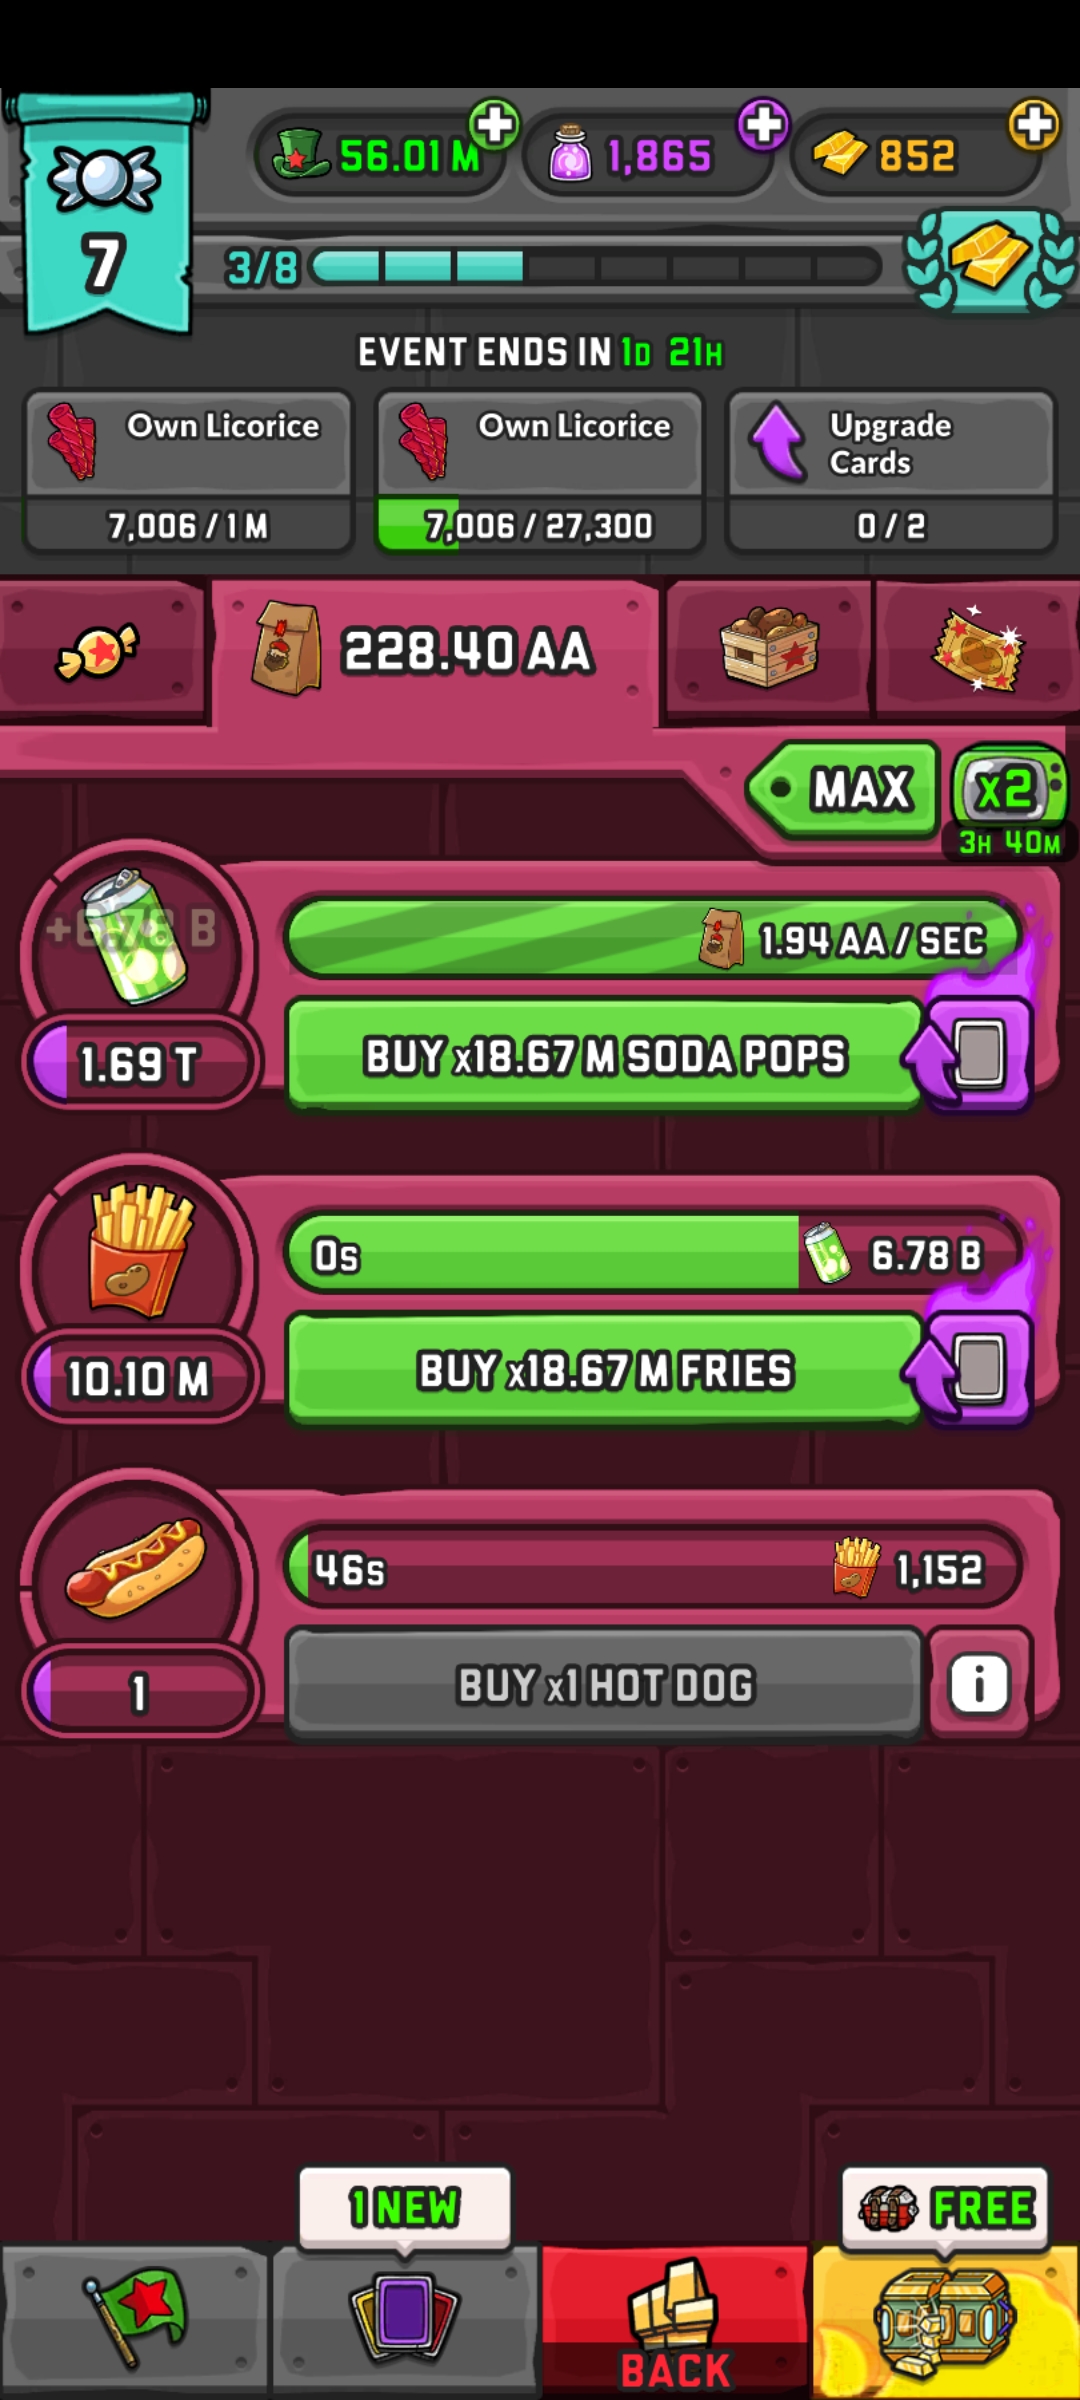 56.01 M
1,865
852
7
3/8
EVENT ENDS IN 1D 21H
Own Licorice
7,006 / 1 M
Own Licorice
7,006 / 27,300
Upgrade
Cards
0 / 2
228.40 AA
MAX
x2
3H 40M
+6.78 B
1.94 AA / SEC
1.69 T
BUY x18.67 M SODA POPS
0s
6.78 B
10.10 M
BUY x18.67 M FRIES
46s
1,152
1
BUY x1 HOT DOG
i
1 NEW
FREE
BACK